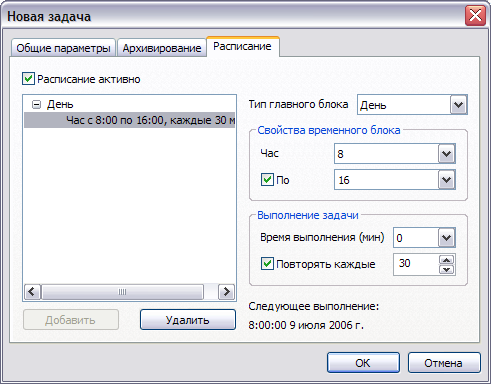 Новая задача
Общие параметры
Архивирование
Расписание
Расписание активно
День
Час с 8:00 по 16:00, каждые 30 м
Добавить
Удалить
Тип главного блока
День
Свойства временного блока
Час
8
По
16
Выполнение задачи
Время выполнения (мин)
0
Повторять каждые
30
Следующее выполнение:
8:00:00 9 июля 2006 г.
OK
Отмена